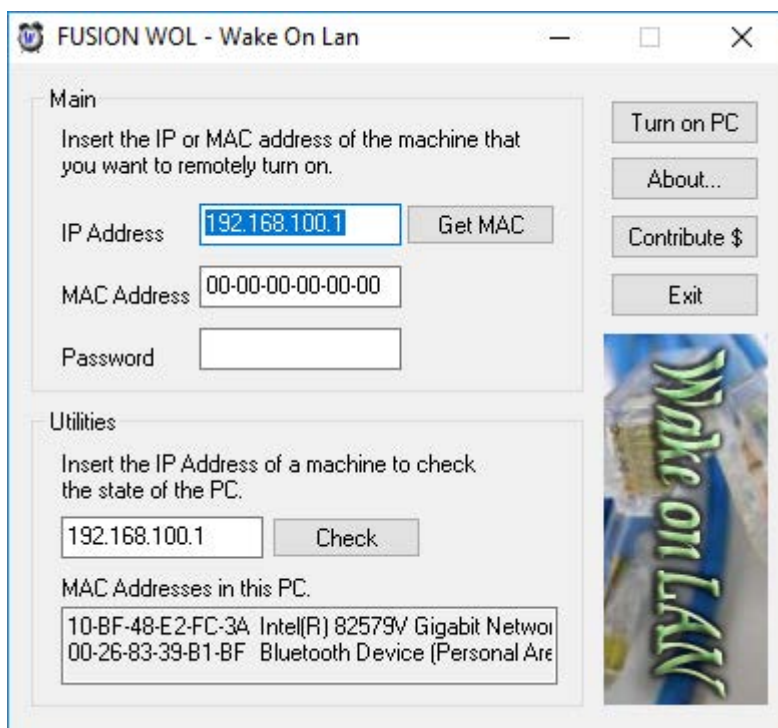 FUSION WOL - Wake On Lan
Main
Insert the IP or MAC address of the machine that
you want to remotely turn on.
IP Address 192.168.100.1 Get MAC
MAC Address 00-00-00-00-00-00
Password
Turn on PC
About...
Contribute $
Exit
Wake on LAN
Utilities
Insert the IP Address of a machine to check
the state of the PC.
192.168.100.1 Check
MAC Addresses in this PC.
10-BF-48-E2-FC-3A Intel(R) 82579V Gigabit Networ
00-26-83-39-B1-BF Bluetooth Device (Personal Are